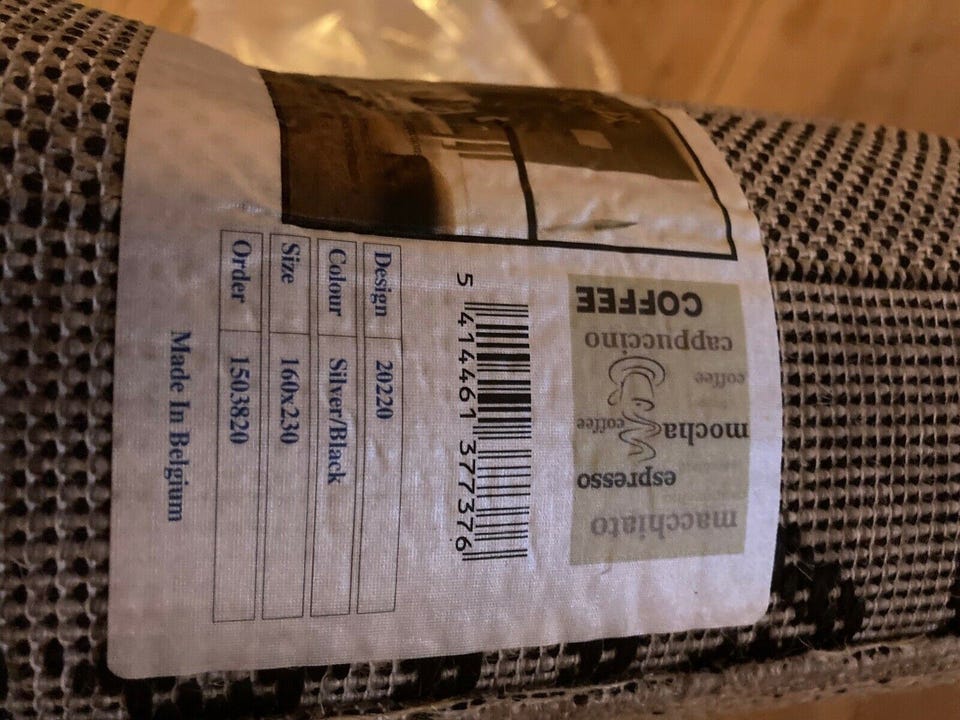 COFFEE
cappuccino
coffee
mocha
coffee
espresso
macchiato
5 414461 377376
Design 20220
Colour Silver/Black
Size 160x230
Order 1503820
Made In Belgium